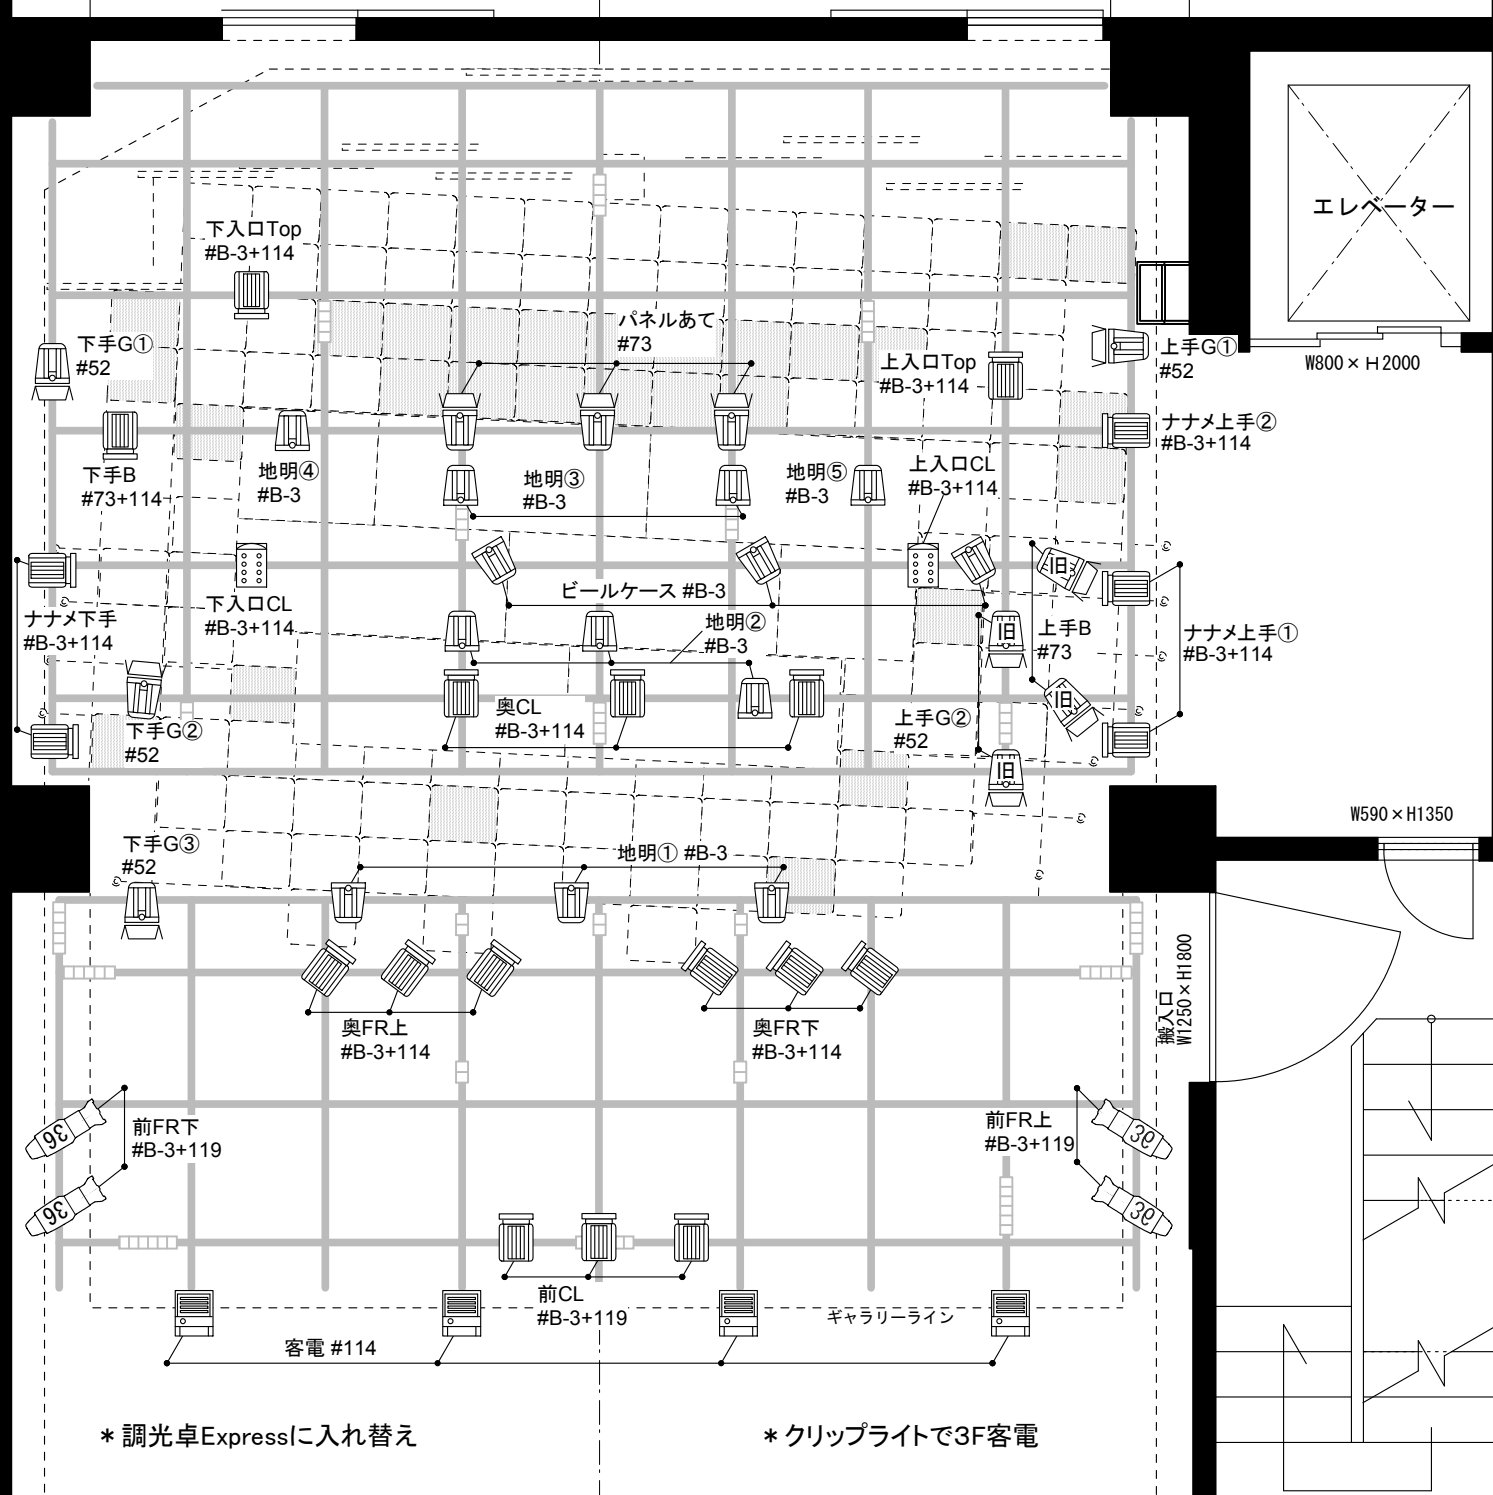 エレベーター
下入口Top
#B-3+114
パネルあて
#73
下手G①
#52
上手G①
#52
W800×H2000
上入口Top
#B-3+114
ナナメ上手②
#B-3+114
下手B
#73+114
地明④
#B-3
地明③
#B-3
地明⑤
#B-3
上入口CL
#B-3+114
旧
ビールケース #B-3
下入口CL
#B-3+114
ナナメ下手
#B-3+114
地明②
#B-3
旧
上手B
#73
ナナメ上手①
#B-3+114
旧
奥CL
#B-3+114
上手G②
#52
下手G②
#52
旧
W590×H1350
下手G③
#52
地明① #B-3
搬入口
W1250×H1800
奥FR上
#B-3+114
奥FR下
#B-3+114
前FR下
#B-3+119
前FR上
#B-3+119
36
36
36
36
前CL
#B-3+119
ギャラリーライン
客電 #114
＊調光卓Expressに入れ替え
＊クリップライトで3F客電